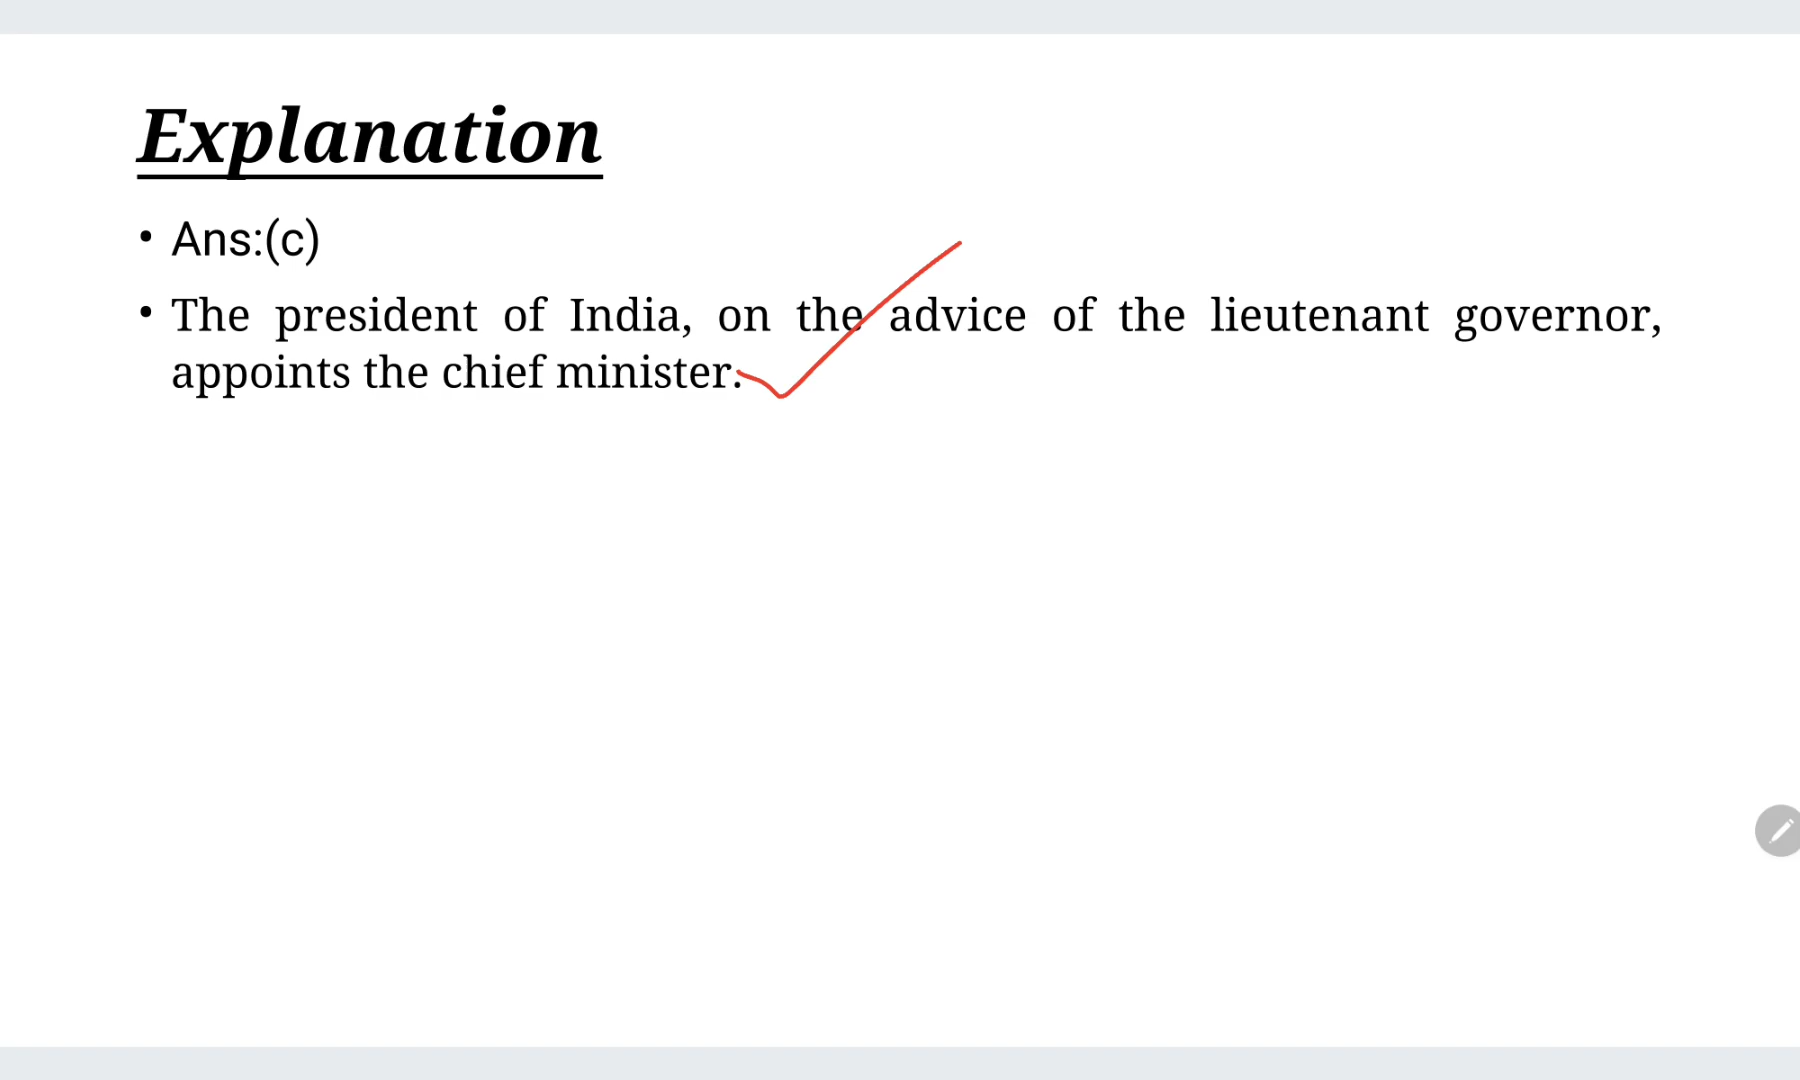 Explanation
• Ans:(c)
• The president of India, on the advice of the lieutenant governor,
appoints the chief minister.